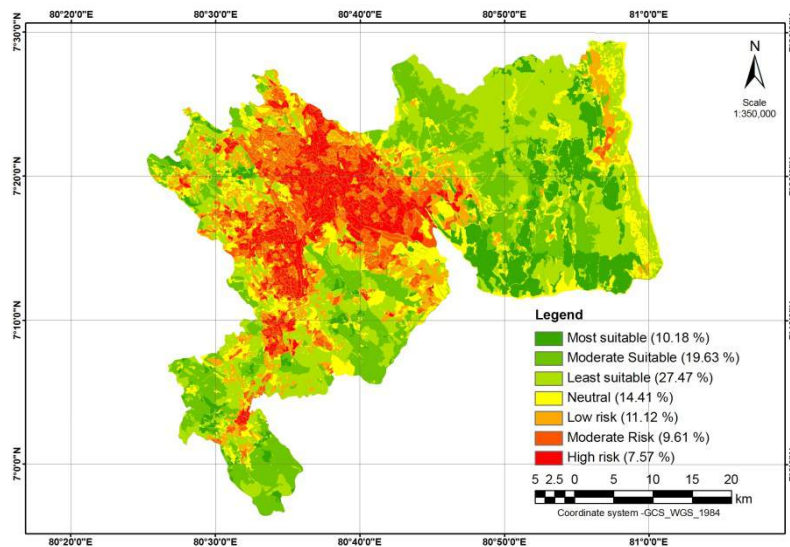 80°20'0"E 80°30'0"E 80°40'0"E 80°50'0"E 81°0'0"E
7°30'0"N
7°20'0"N
7°10'0"N
7°0'0"N
N
Scale
1:350,000
Legend
Most suitable (10.18 %)
Moderate Suitable (19.63 %)
Least suitable (27.47 %)
Neutral (14.41 %)
Low risk (11.12 %)
Moderate Risk (9.61 %)
High risk (7.57 %)
5 2.5 0 5 10 15 20
km
Coordinate system -GCS_WGS_1984
80°20'0"E 80°30'0"E 80°40'0"E 80°50'0"E 81°0'0"E